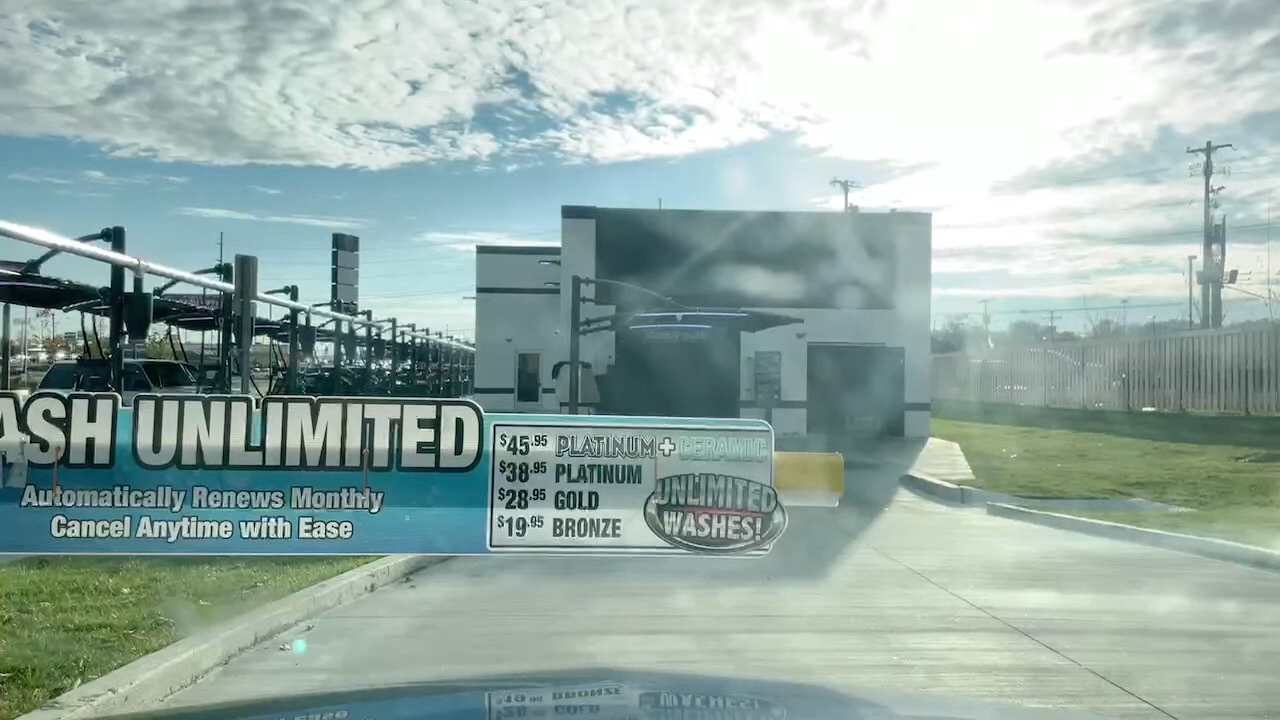 ASH UNLIMITED
Automatically Renews Monthly
Cancel Anytime with Ease
$45.95 PLATINUM+CERAMIC
$38.95 PLATINUM
$28.95 GOLD
$19.95 BRONZE
UNLIMITED
WASHES!